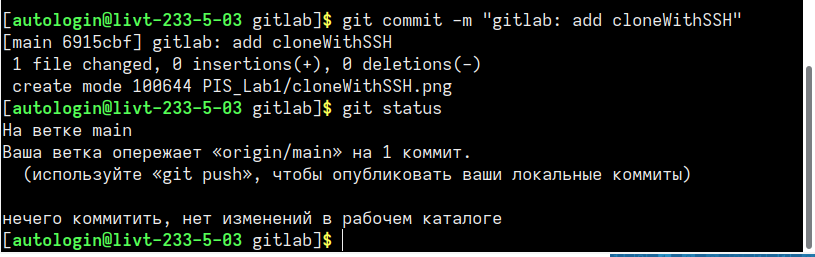 [autologin@livt-233-5-03 gitlab]$ git commit -m "gitlab: add cloneWithSSH"
[main 6915cbf] gitlab: add cloneWithSSH
1 file changed, 0 insertions(+), 0 deletions(-)
create mode 100644 PIS_Lab1/cloneWithSSH.png
[autologin@livt-233-5-03 gitlab]$ git status
На ветке main
Ваша ветка опережает «origin/main» на 1 коммит.
(используйте «git push», чтобы опубликовать ваши локальные коммиты)
нечего коммитить, нет изменений в рабочем каталоге
[autologin@livt-233-5-03 gitlab]$